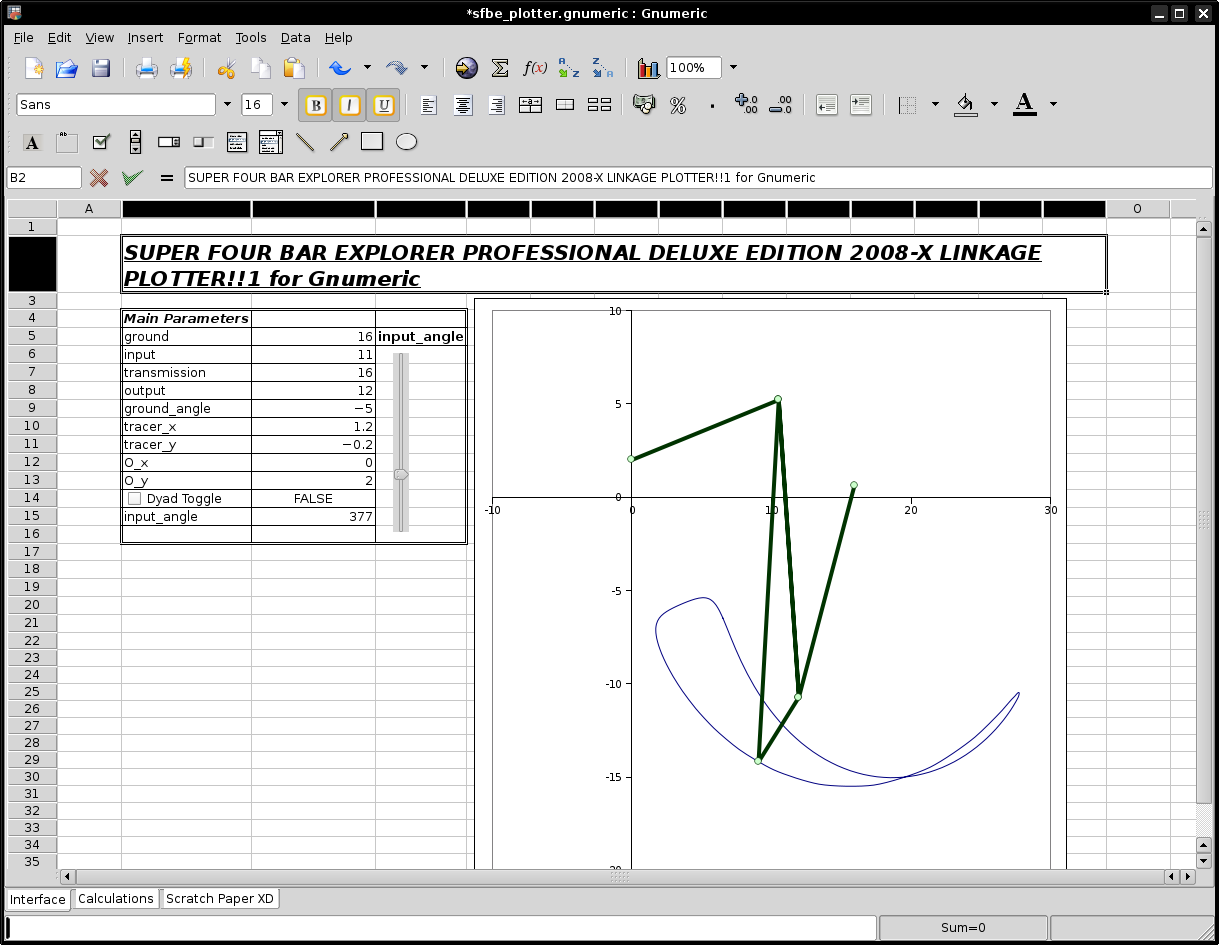 *sfbe_plotter.gnumeric : Gnumeric
File Edit View Insert Format Tools Data Help
f(x) A Z Z A 100%
Sans 16 B I U a % +0.00 .00 A
A Ab
B2 = SUPER FOUR BAR EXPLORER PROFESSIONAL DELUXE EDITION 2008-X LINKAGE PLOTTER!!1 for Gnumeric
A O
1
SUPER FOUR BAR EXPLORER PROFESSIONAL DELUXE EDITION 2008-X LINKAGE
PLOTTER!!1 for Gnumeric
3
4 Main Parameters
5 ground 16 input_angle
6 input 11
7 transmission 16
8 output 12
9 ground_angle −5
10 tracer_x 1.2
11 tracer_y −0.2
12 O_x 0
13 O_y 2
14 Dyad Toggle FALSE
15 input_angle 377
16
17
18
19
20
21
22
23
24
25
26
27
28
29
30
31
32
33
34
35
10
5
0
-10 0 10 20 30
-5
-10
-15
-20
Interface Calculations Scratch Paper XD
Sum=0